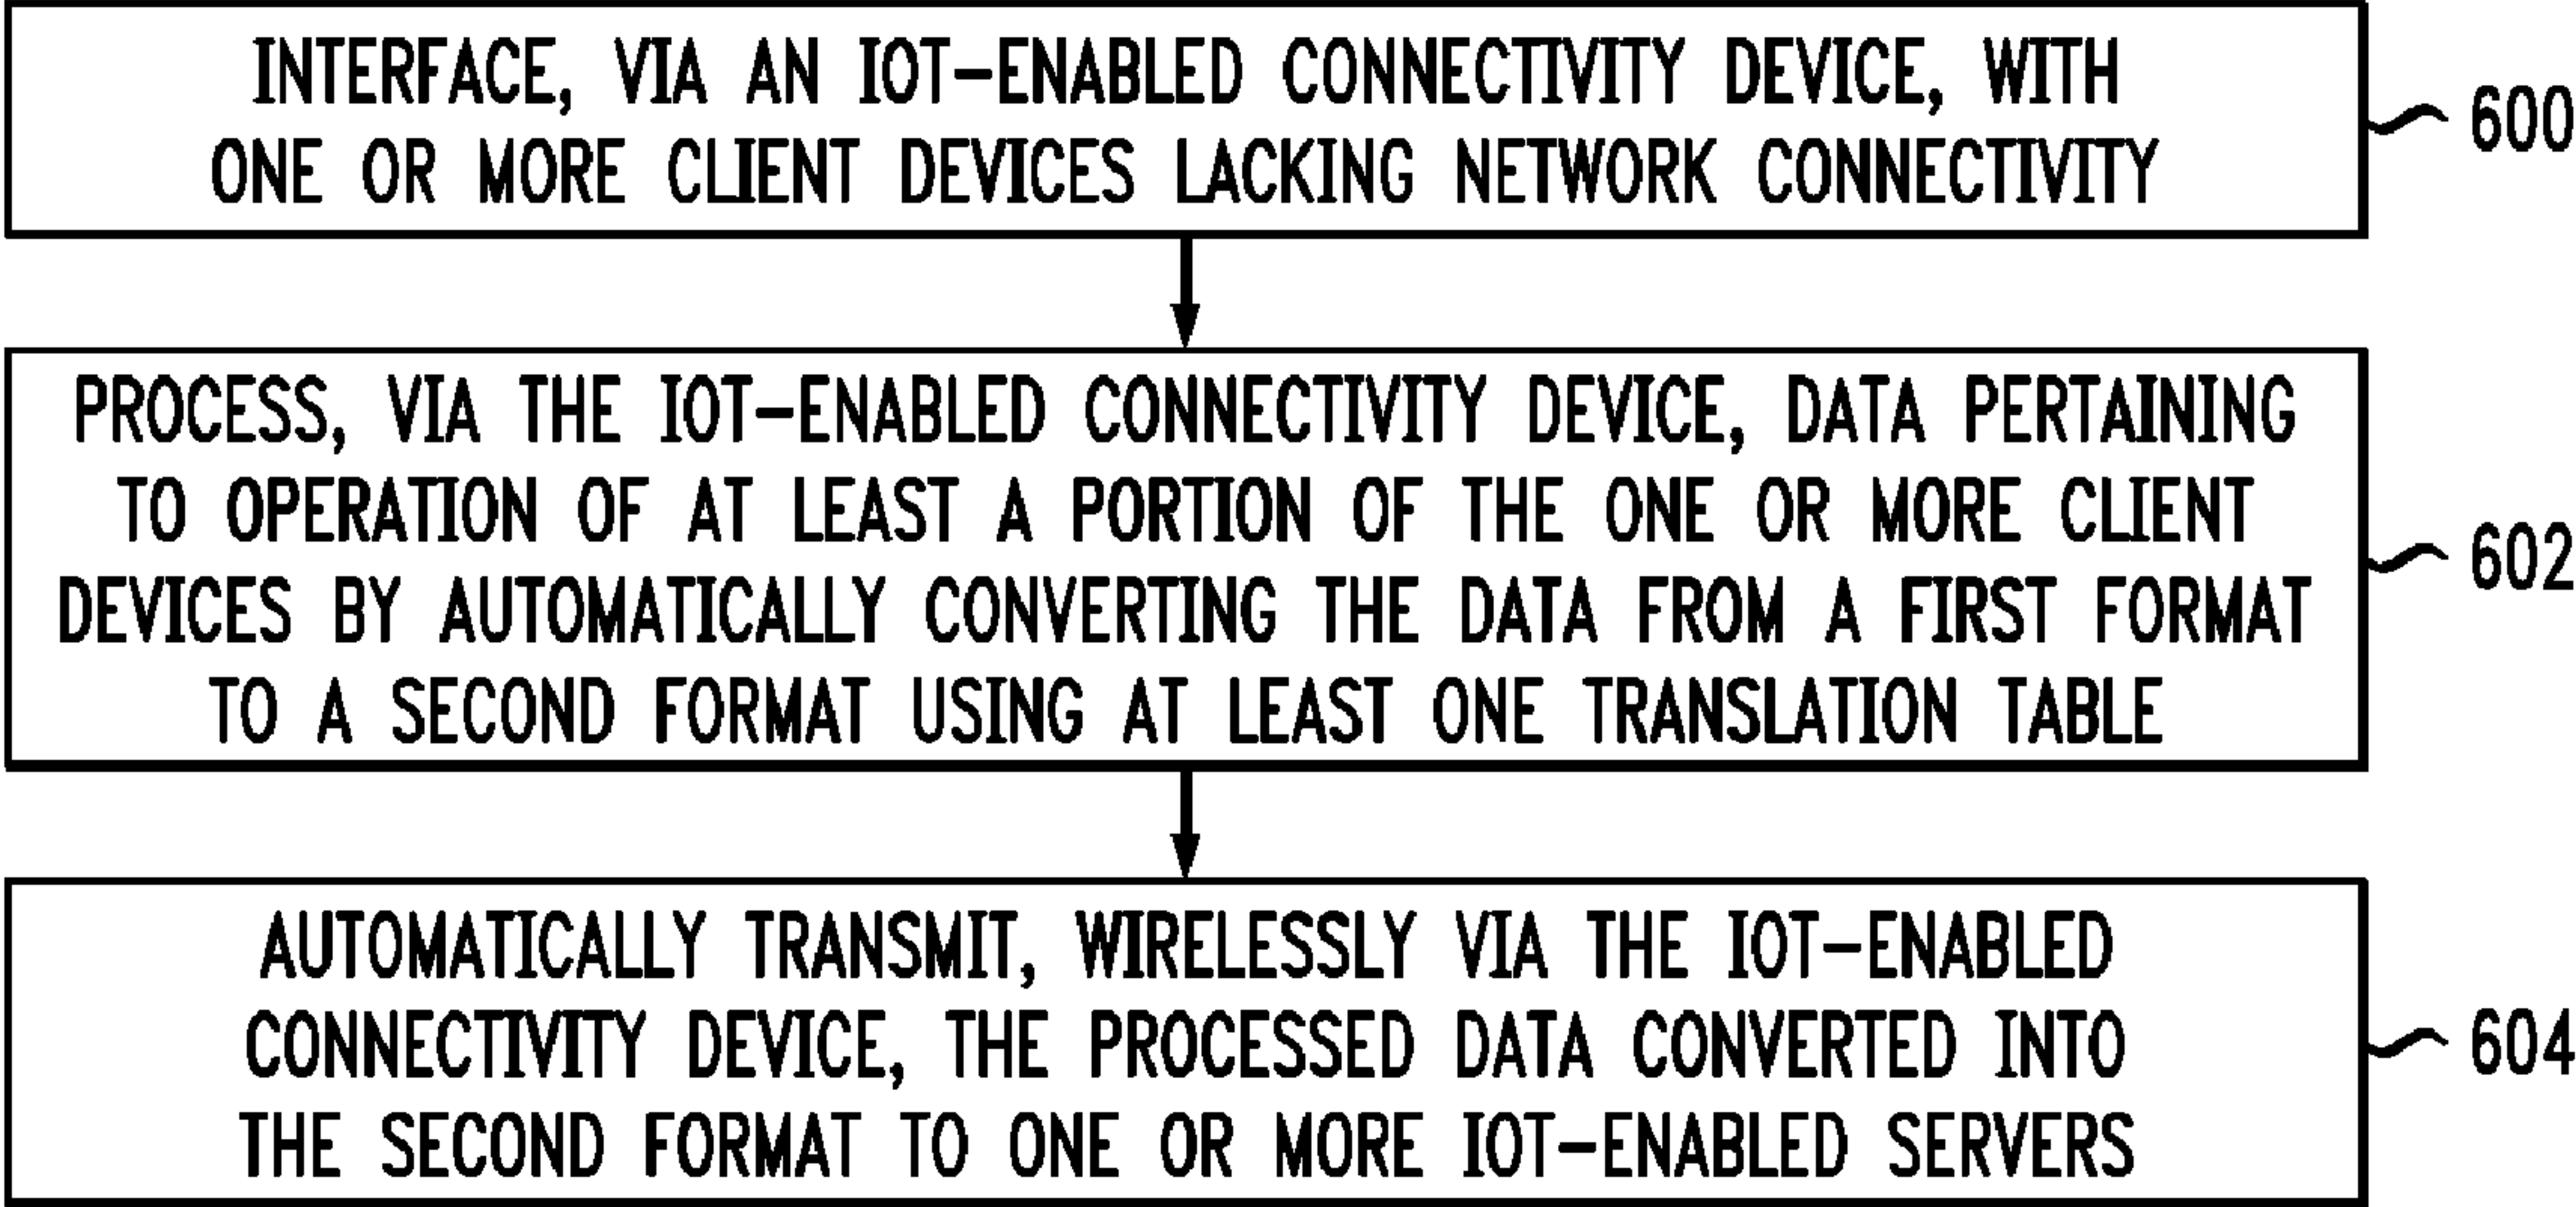 INTERFACE, VIA AN IOT-ENABLED CONNECTIVITY DEVICE, WITH
ONE OR MORE CLIENT DEVICES LACKING NETWORK CONNECTIVITY
600
PROCESS, VIA THE IOT-ENABLED CONNECTIVITY DEVICE, DATA PERTAINING
TO OPERATION OF AT LEAST A PORTION OF THE ONE OR MORE CLIENT
DEVICES BY AUTOMATICALLY CONVERTING THE DATA FROM A FIRST FORMAT
TO A SECOND FORMAT USING AT LEAST ONE TRANSLATION TABLE
602
AUTOMATICALLY TRANSMIT, WIRELESSLY VIA THE IOT-ENABLED
CONNECTIVITY DEVICE, THE PROCESSED DATA CONVERTED INTO
THE SECOND FORMAT TO ONE OR MORE IOT-ENABLED SERVERS
604